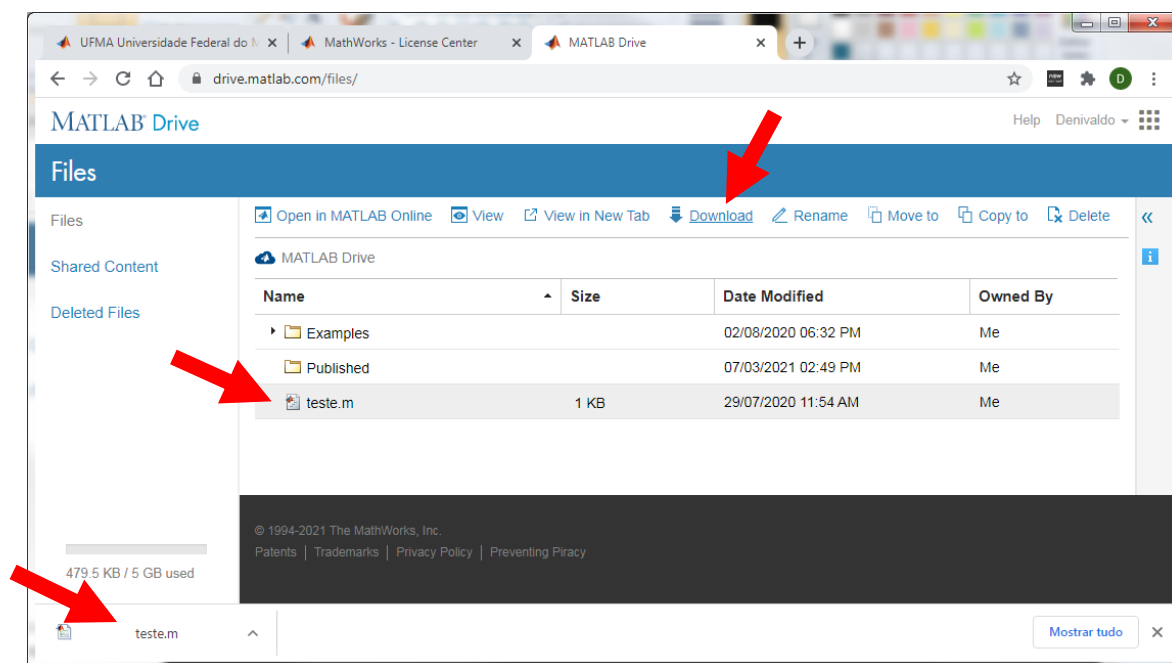 UFMA Universidade Federal do M
MathWorks - License Center
MATLAB Drive
drive.matlab.com/files/
new
D
MATLAB® Drive
Help Denivaldo
Files
Files
Shared Content
Deleted Files
Open in MATLAB Online View View in New Tab Download Rename Move to Copy to Delete
MATLAB Drive
Name Size Date Modified Owned By
Examples 02/08/2020 06:32 PM Me
Published 07/03/2021 02:49 PM Me
teste.m 1 KB 29/07/2020 11:54 AM Me
© 1994-2021 The MathWorks, Inc.
Patents | Trademarks | Privacy Policy | Preventing Piracy
479.5 KB / 5 GB used
teste.m
Mostrar tudo